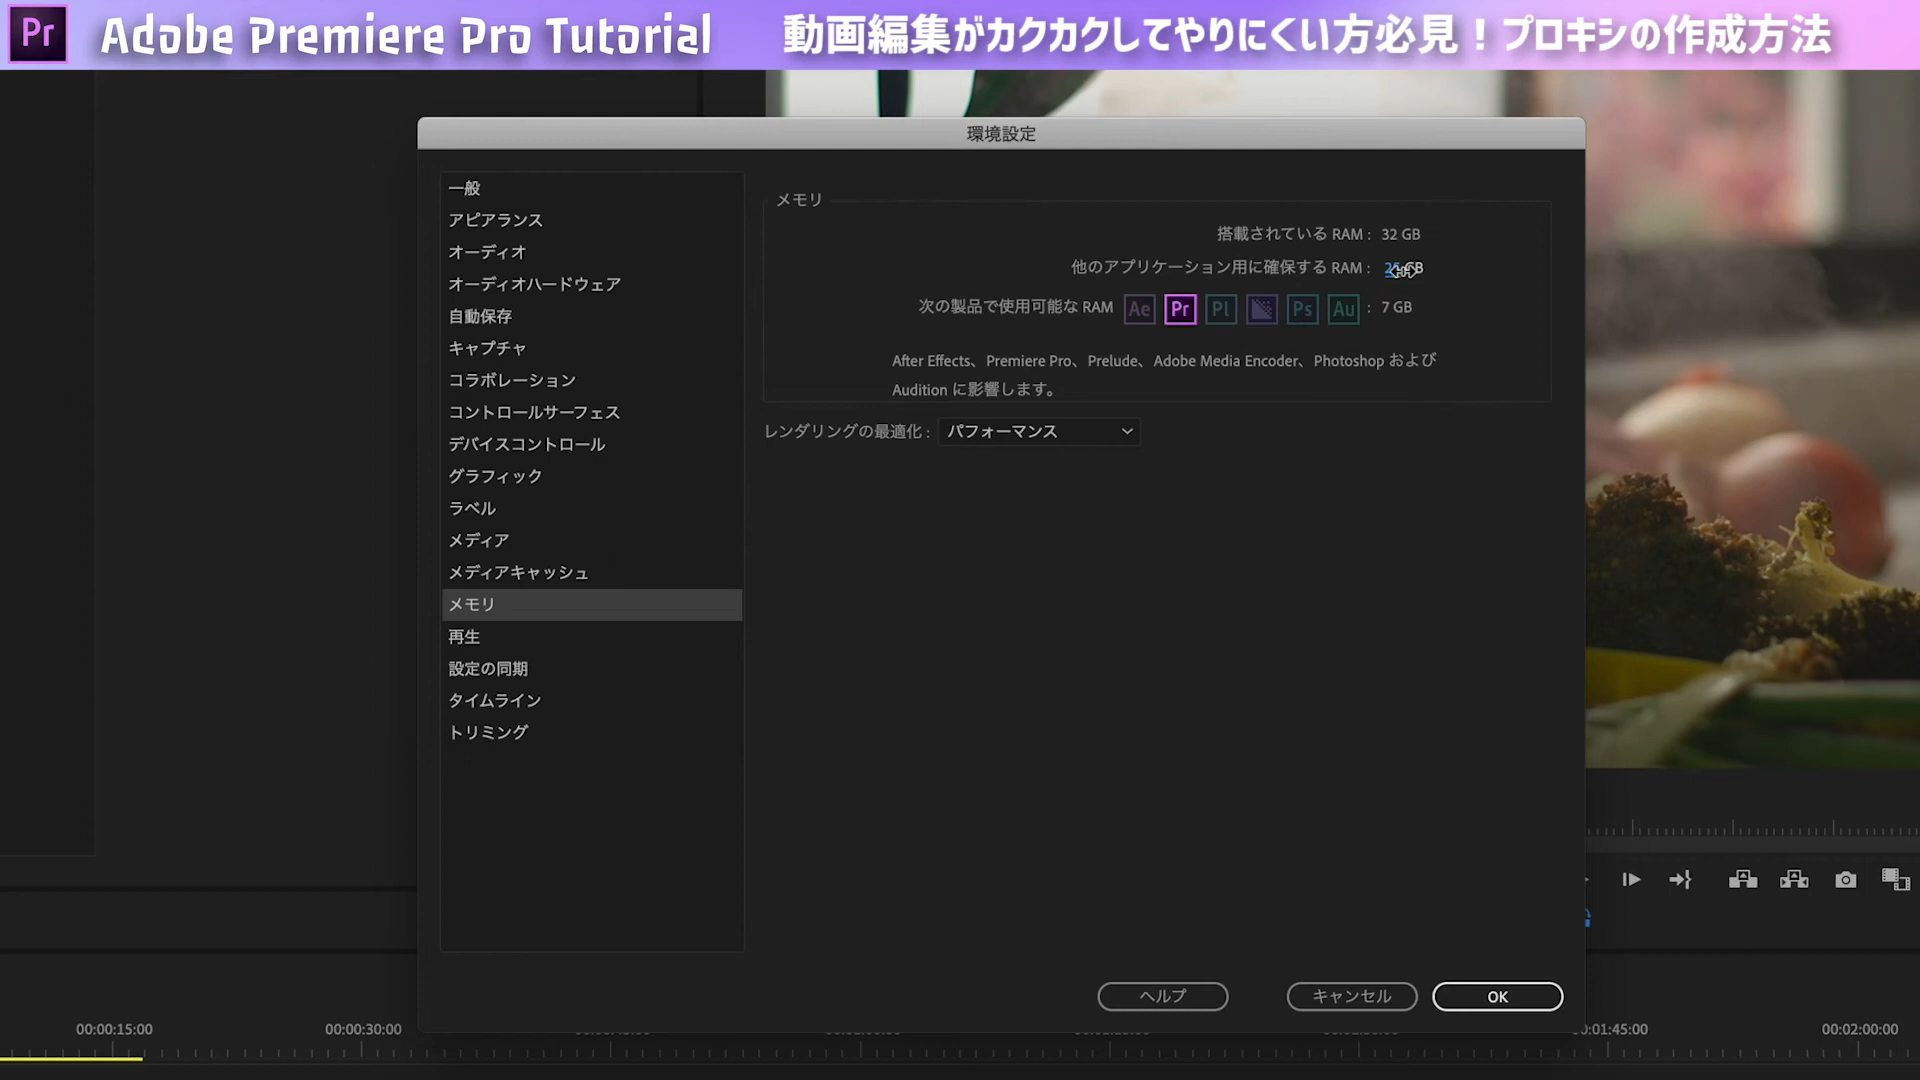 Pr Adobe Premiere Pro Tutorial 動画編集がカクカクしてやりにくい方必見！プロキシの作成方法
環境設定
一般
アピアランス
オーディオ
オーディオハードウェア
自動保存
キャプチャ
コラボレーション
コントロールサーフェス
デバイスコントロール
グラフィック
ラベル
メディア
メディアキャッシュ
メモリ
再生
設定の同期
タイムライン
トリミング
メモリ
搭載されている RAM : 32 GB
他のアプリケーション用に確保する RAM : GB
次の製品で使用可能な RAM Ae Pr Pl Ps Au : 7 GB
After Effects、Premiere Pro、Prelude、Adobe Media Encoder、Photoshop および
Audition に影響します。
レンダリングの最適化 : パフォーマンス
ヘルプ キャンセル OK
00:00:15:00 00:00:30:00 00:01:45:00 00:02:00:00